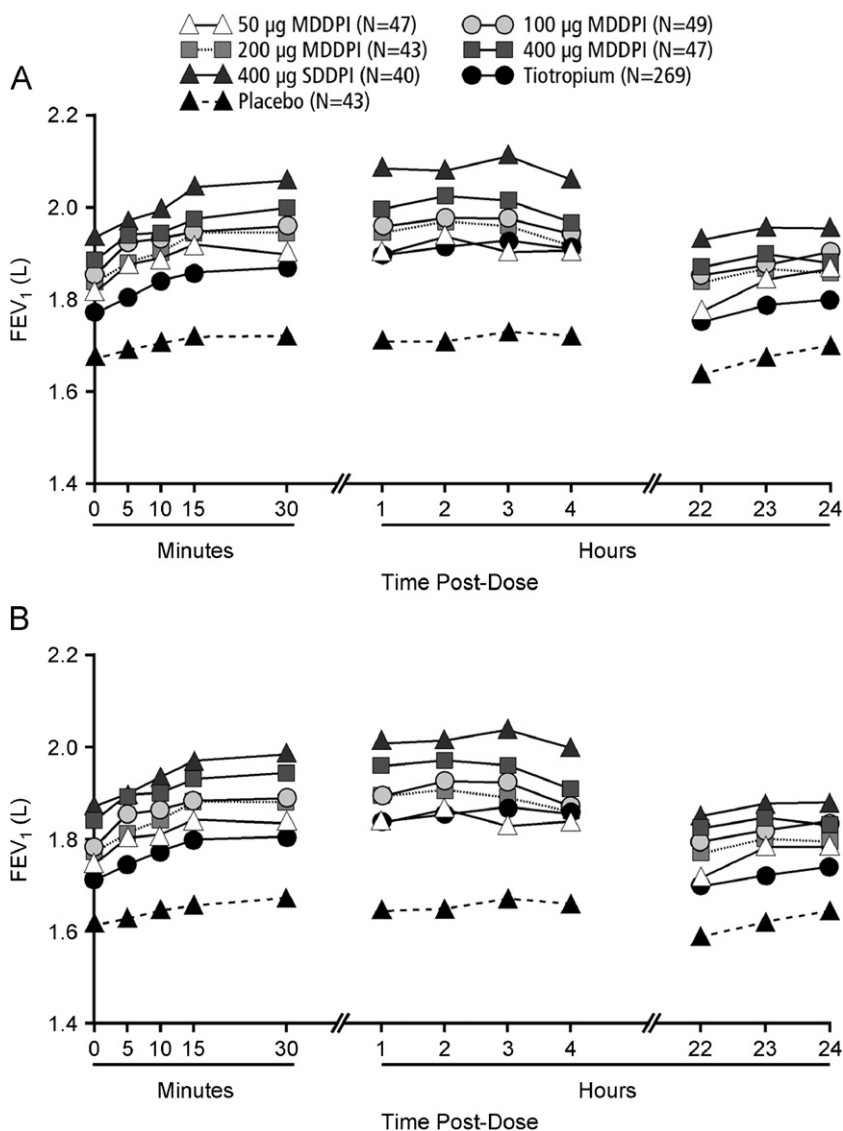 50 µg MDDPI (N=47) 100 µg MDDPI (N=49)
200 µg MDDPI (N=43) 400 µg MDDPI (N=47)
400 µg SDDPI (N=40) Tiotropium (N=269)
Placebo (N=43)
A
2.2
2.0
1.8
1.6
1.4
FEV₁ (L)
0 5 10 15 30 1 2 3 4 22 23 24
Minutes Hours
Time Post-Dose
B
2.2
2.0
1.8
1.6
1.4
FEV₁ (L)
0 5 10 15 30 1 2 3 4 22 23 24
Minutes Hours
Time Post-Dose